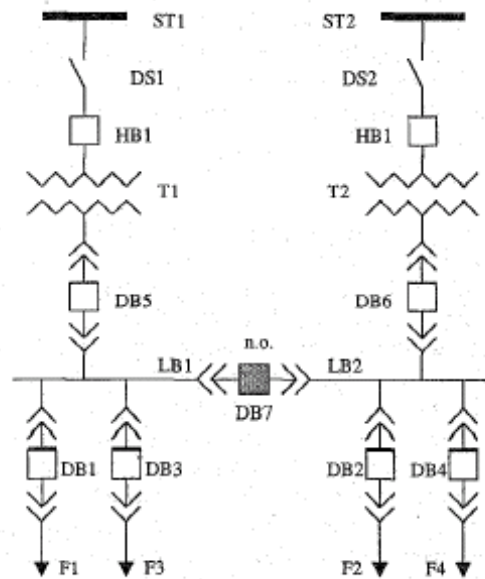 ST1 ST2
DS1 DS2
HB1 HB1
T1 T2
DB5 DB6
n.o.
LB1 LB2
DB7
DB1 DB3 DB2 DB4
F1 F3 F2 F4